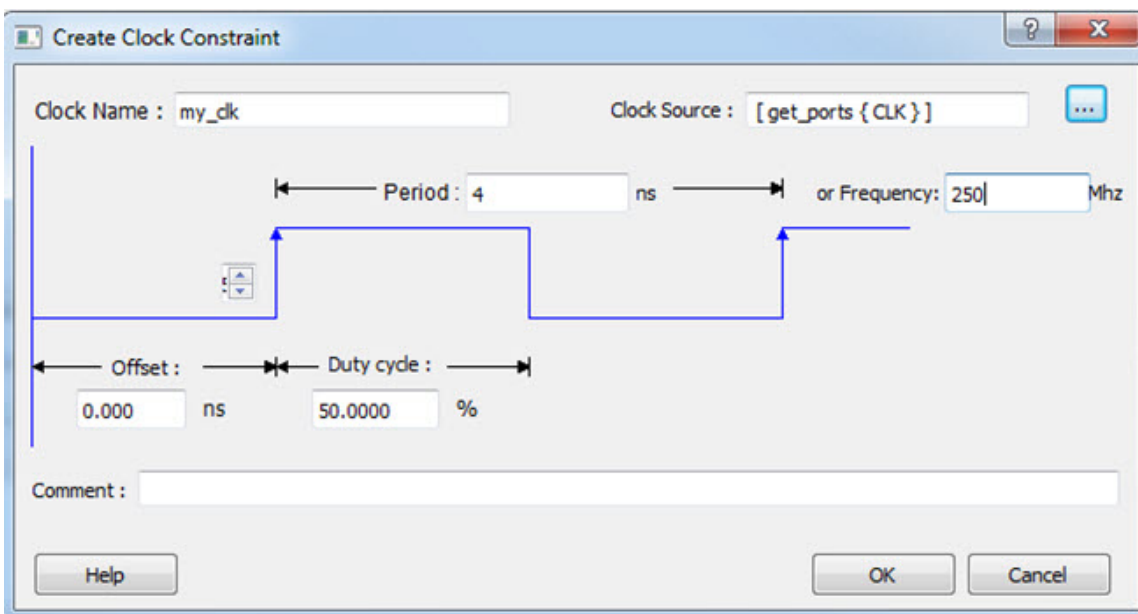 Create Clock Constraint
Clock Name : my_clk
Clock Source : [ get_ports { CLK } ]
...
Period : 4 ns
or Frequency: 250 Mhz
Offset :
Duty cycle :
0.000 ns
50.0000 %
Comment :
Help
OK
Cancel